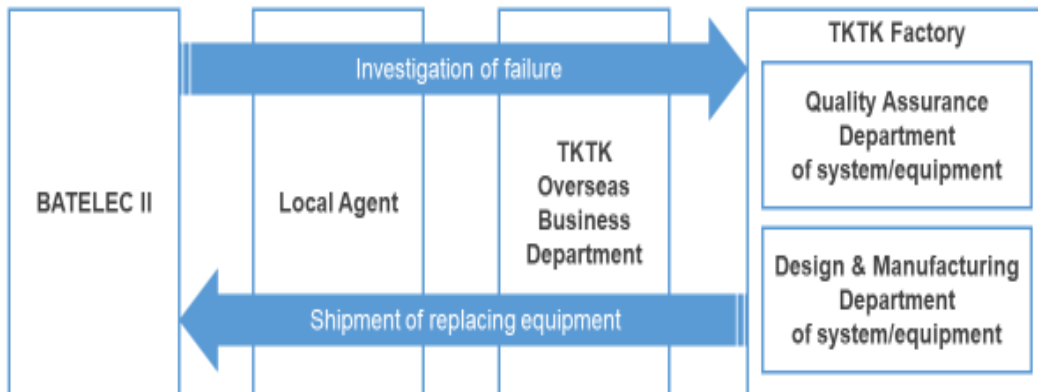 TKTK Factory
Investigation of failure
Quality Assurance
Department
of system/equipment
BATELEC II
Local Agent
TKTK
Overseas
Business
Department
Design & Manufacturing
Department
of system/equipment
Shipment of replacing equipment